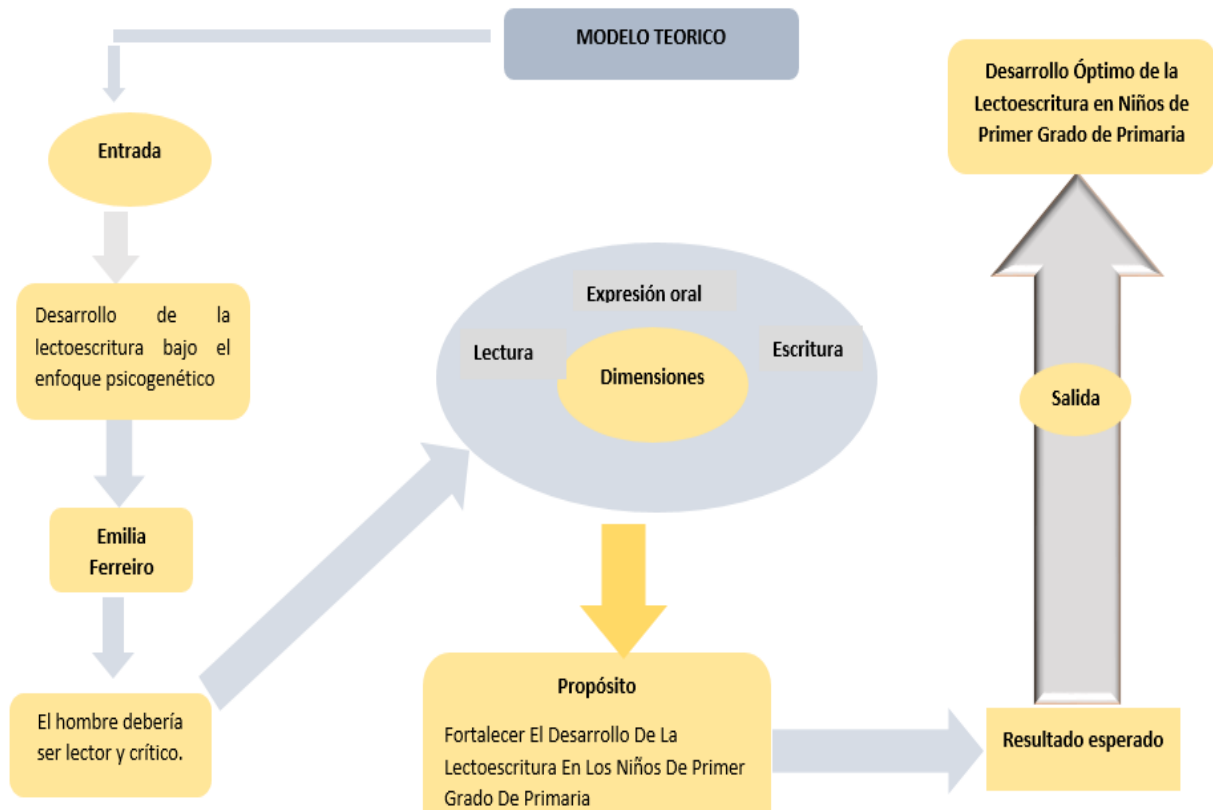 MODELO TEORICO
Entrada
Desarrollo de la
lectoescritura bajo el
enfoque psicogenético
Emilia
Ferreiro
El hombre debería
ser lector y crítico.
Expresión oral
Lectura
Escritura
Dimensiones
Propósito
Fortalecer El Desarrollo De La
Lectoescritura En Los Niños De Primer
Grado De Primaria
Resultado esperado
Salida
Desarrollo Óptimo de la
Lectoescritura en Niños de
Primer Grado de Primaria